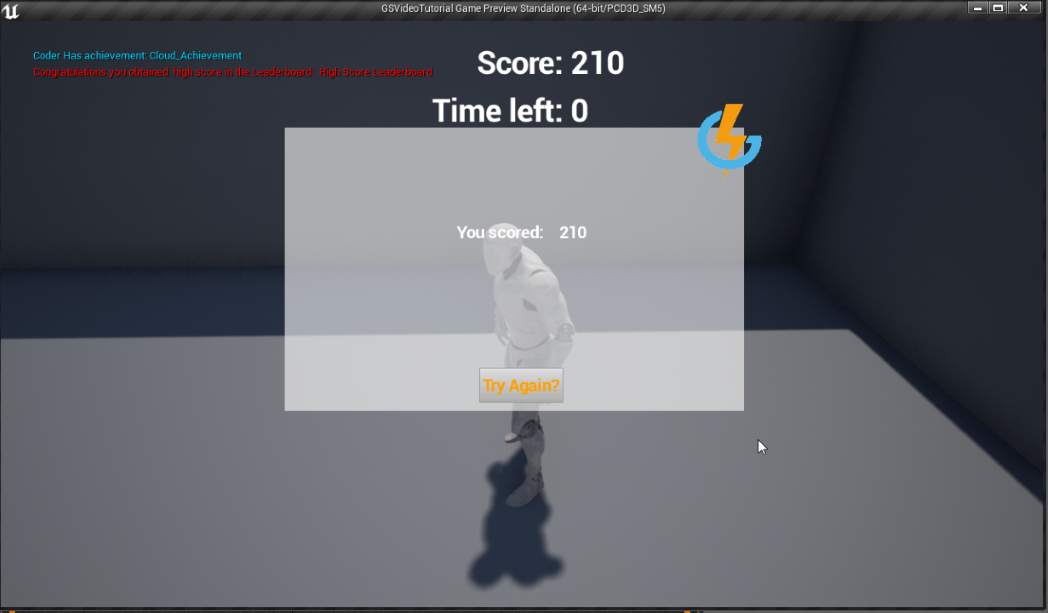 GSVideoTutorial Game Preview Standalone (64-bit/PCD3D_SM5)
Coder Has achievement: Cloud_Achievement
Score: 210
Congratulations you obtained high score in the Leaderboard: High Score Leaderboard
Time left: 0
You scored: 210
Try Again?